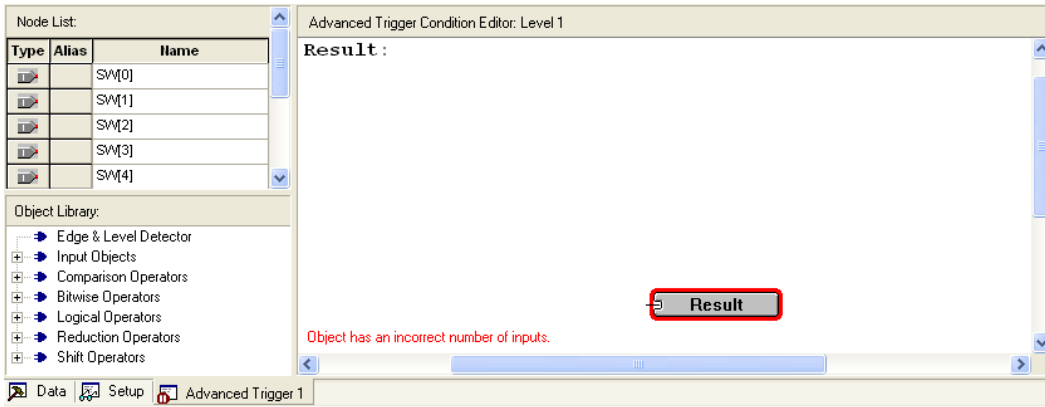 Node List:
Type Alias Name
SW[0]
SW[1]
SW[2]
SW[3]
SW[4]
Object Library:
Edge & Level Detector
Input Objects
Comparison Operators
Bitwise Operators
Logical Operators
Reduction Operators
Shift Operators
Advanced Trigger Condition Editor: Level 1
Result:
Result
Object has an incorrect number of inputs.
Data Setup Advanced Trigger 1